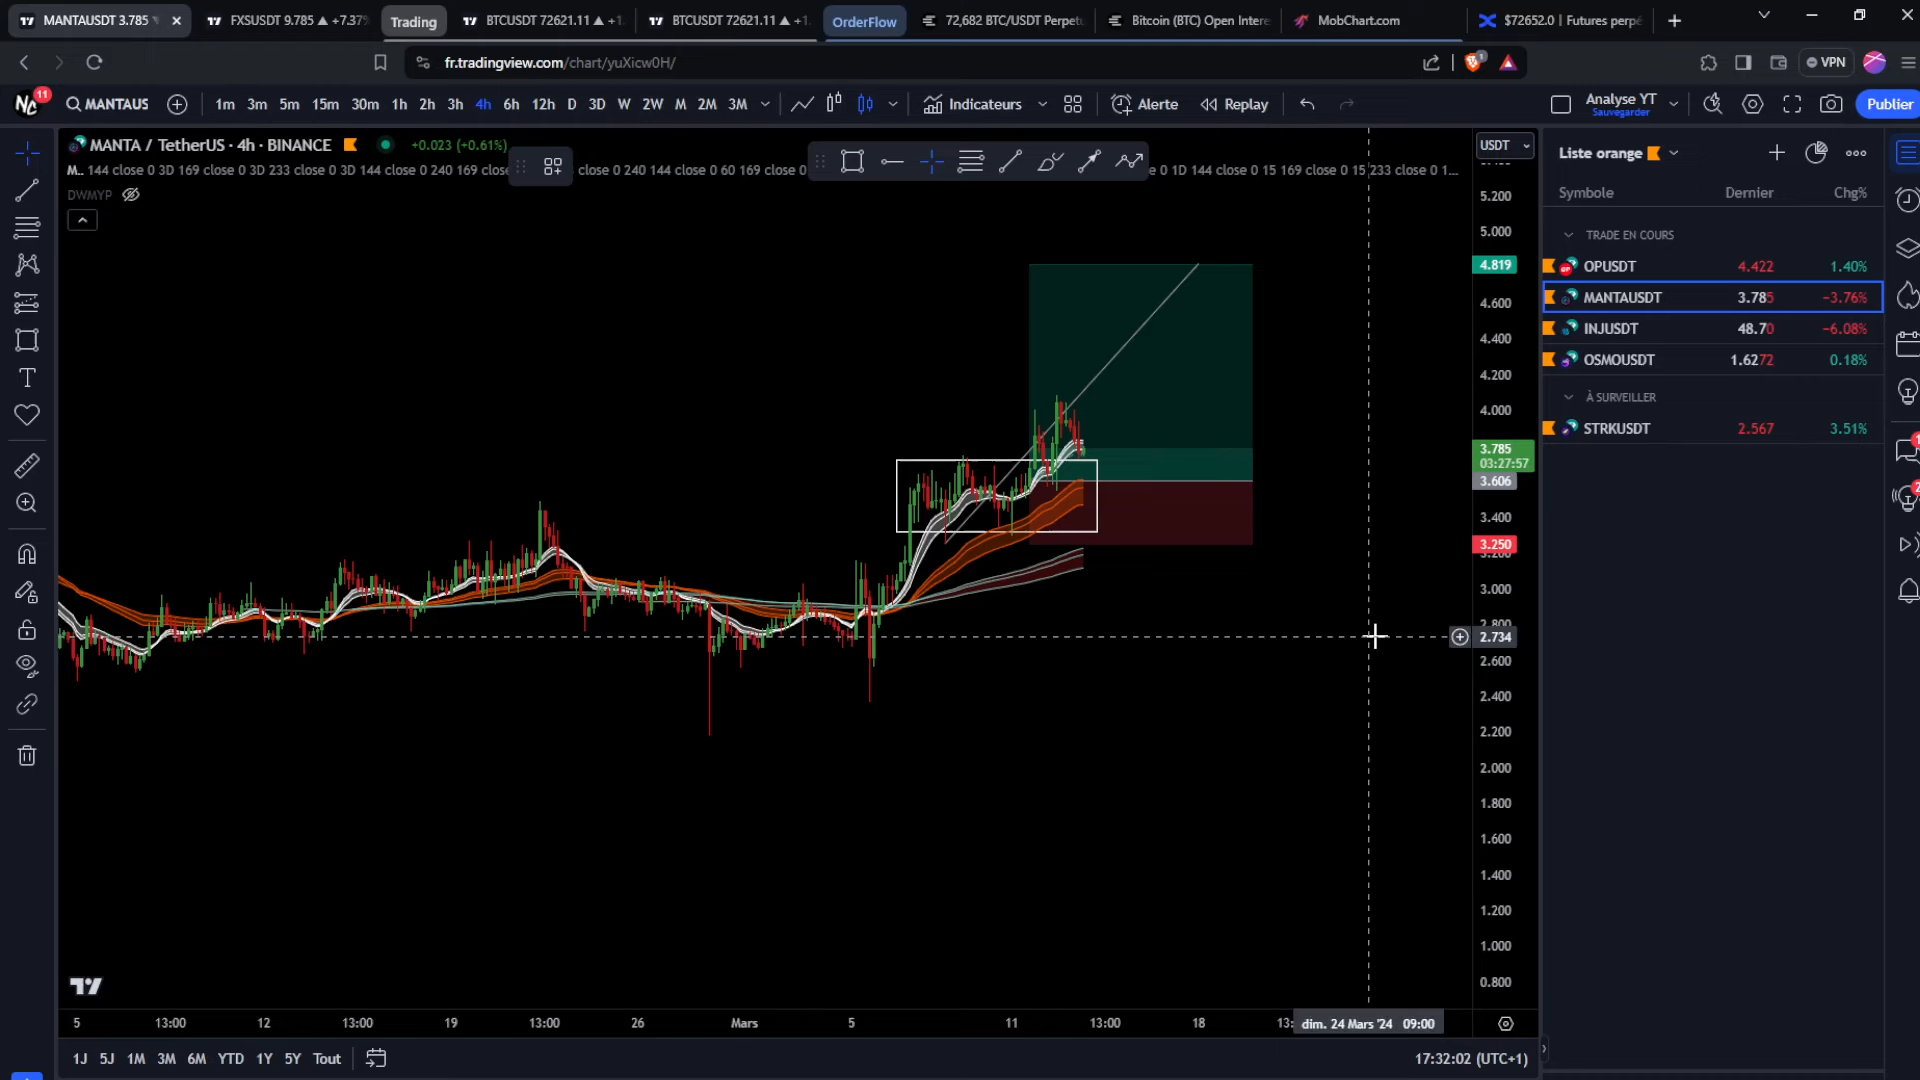 MANTAUSDT 3.785
FXSUSDT 9.785 ▲ +7.37%
Trading
BTCUSDT 72621.11 ▲ +1.
BTCUSDT 72621.11 ▲ +1.
OrderFlow
72,682 BTC/USDT Perpet
Bitcoin (BTC) Open Intere
MobChart.com
$72652.0 | Futures perpé
fr.tradingview.com/chart/yuXicw0H/
1
VPN
11
MANTAUS
1m 3m 5m 15m 30m 1h 2h 3h 4h 6h 12h D 3D W 2W M 2M 3M
Indicateurs
Alerte
Replay
Analyse YT
Sauvegarder
Publier
MANTA / TetherUS · 4h · BINANCE
+0.023 (+0.61%)
M.. 144 close 0 3D 169 close 0 3D 233 close 0 3D 144 close 0 240 169 close
close 0 240 144 close 0 60 169 close 0
e 0 1D 144 close 0 15 169 close 0 15 233 close 0 1...
DWMYP
USDT
5.200
5.000
4.819
4.600
4.400
4.200
4.000
3.785
03:27:57
3.606
3.400
3.250
3.200
3.000
2.800
2.734
2.600
2.400
2.200
2.000
1.800
1.600
1.400
1.200
1.000
0.800
5 13:00 12 13:00 19 13:00 26 Mars 5 11 13:00 18 13: dim. 24 Mars '24 09:00
1J 5J 1M 3M 6M YTD 1Y 5Y Tout
17:32:02 (UTC+1)
Liste orange
Symbole Dernier Chg%
TRADE EN COURS
OPUSDT 4.422 1.40%
MANTAUSDT 3.785 −3.76%
INJUSDT 48.70 −6.08%
OSMOUSDT 1.6272 0.18%
À SURVEILLER
STRKUSDT 2.567 3.51%